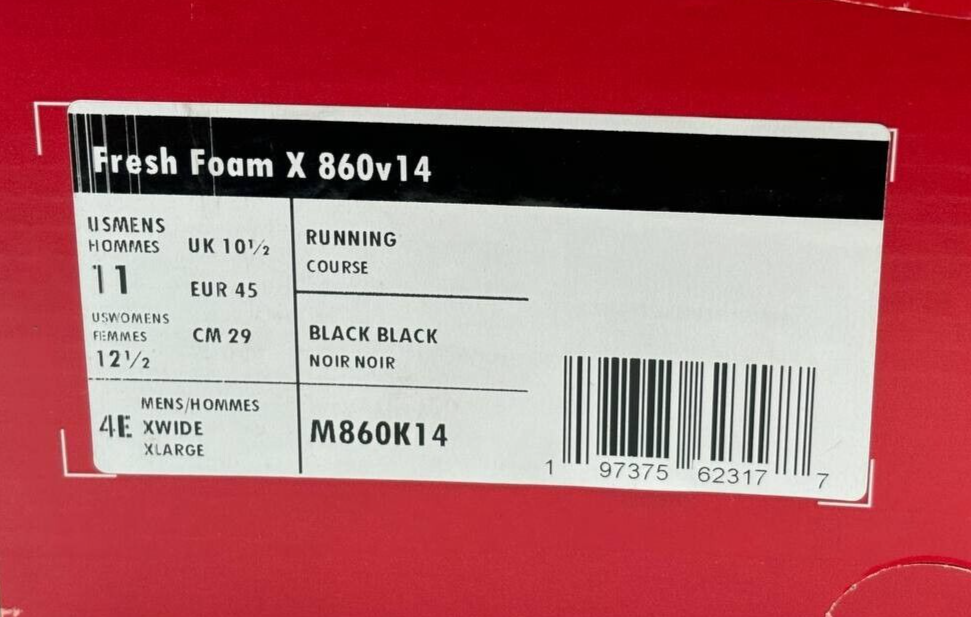 Fresh Foam X 860v14
USMENS
HOMMES
11
UK 10½
EUR 45
USWOMENS
FEMMES
12½
CM 29
4E
MENS/HOMMES
XWIDE
XLARGE
RUNNING
COURSE
BLACK BLACK
NOIR NOIR
M860K14
1 97375 62317 7